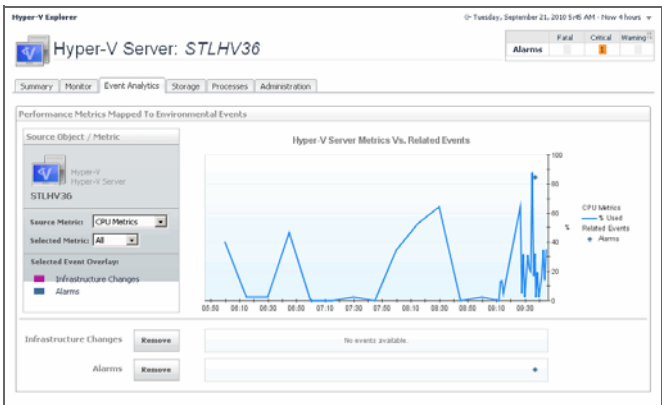 Hyper-V Explorer
Tuesday, September 21, 2010 5:45 AM - Now 4 hours
Hyper-V Server: STLHV36
Fatal Critical Warning
Alarms 1
Summary Monitor Event Analytics Storage Processes Administration
Performance Metrics Mapped To Environmental Events
Source Object / Metric
Hyper-V
Hyper-V Server
STLHV36
Source Metric: CPU Metrics
Selected Metric: All
Selected Event Overlay:
Infrastructure Changes
Alarms
Hyper-V Server Metrics Vs. Related Events
100
80
60
40
20
0
%
05:50 06:10 06:30 06:50 07:10 07:30 07:50 08:10 08:30 08:50 09:10 09:30
CPU Metrics
% Used
Related Events
Alarms
Infrastructure Changes Remove No events available.
Alarms Remove